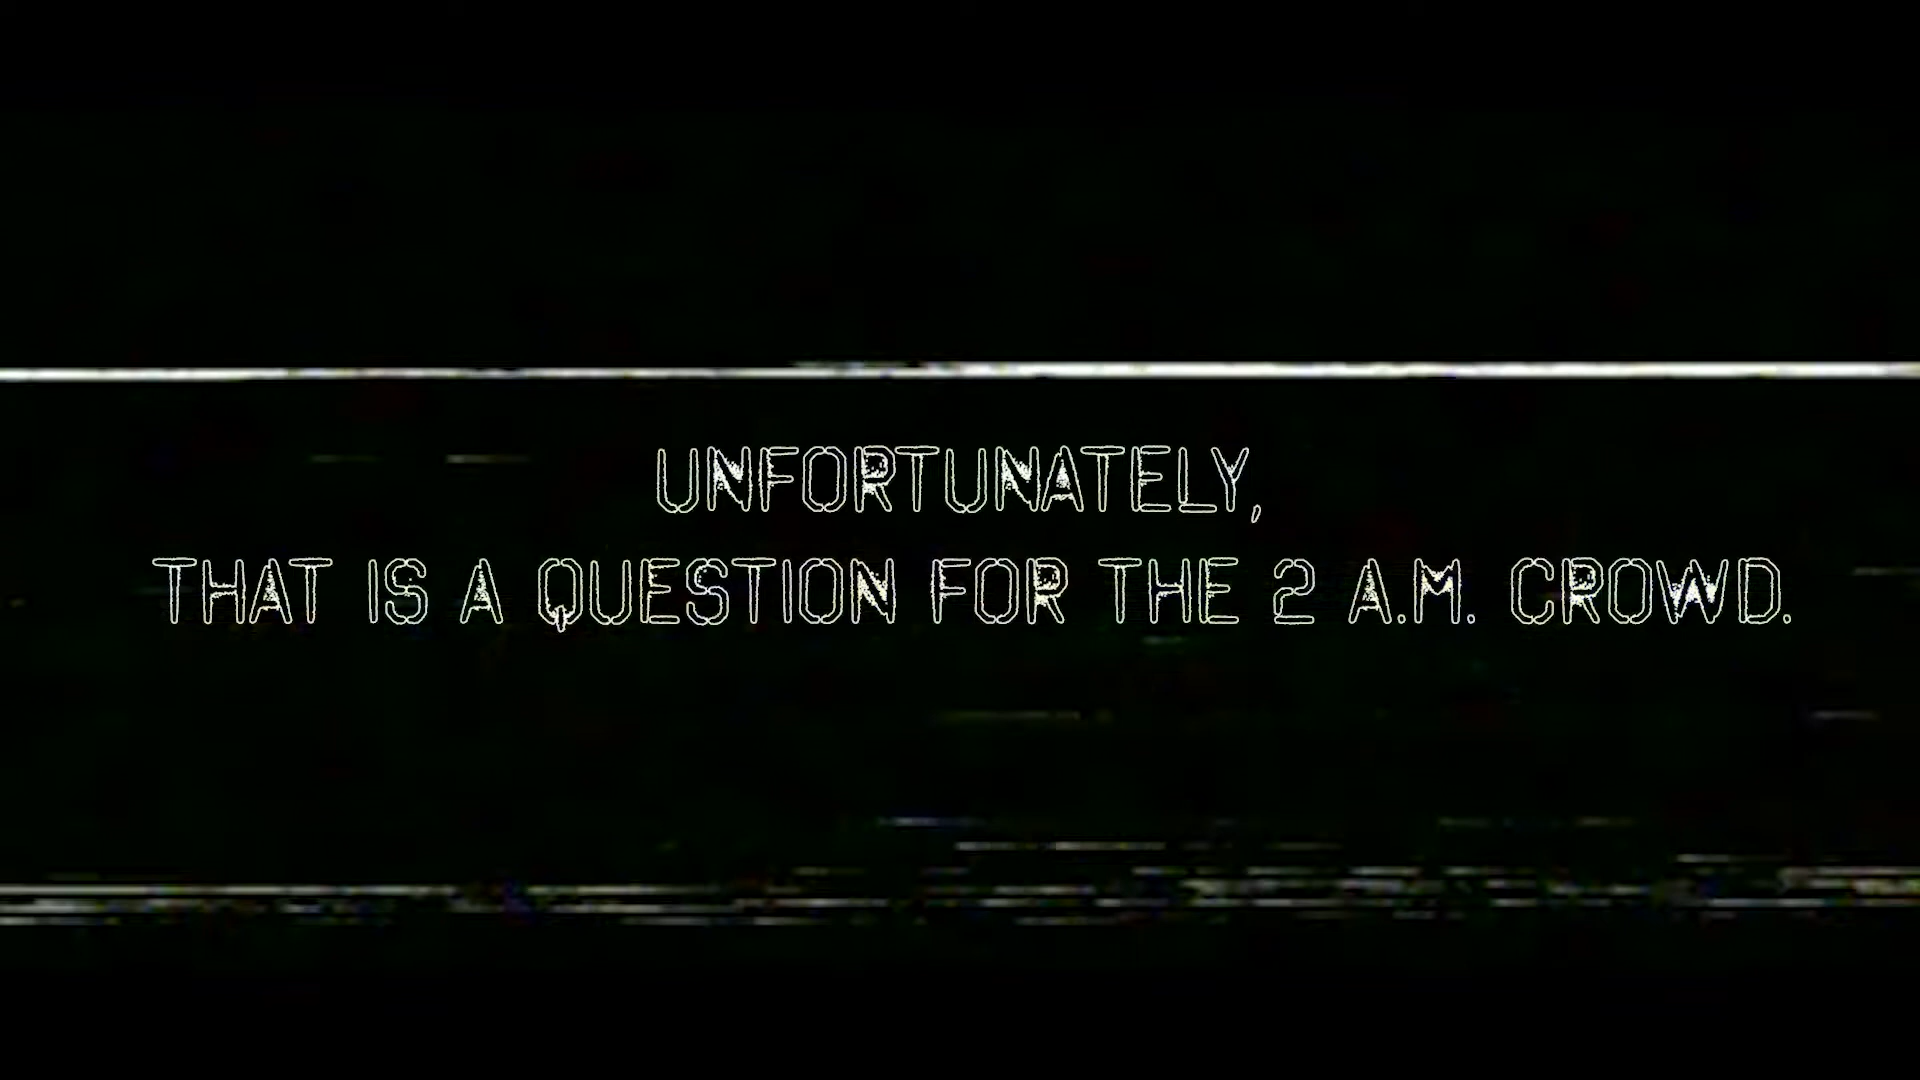 UNFORTUNATELY,
THAT IS A QUESTION FOR THE 2 A.M. CROWD.